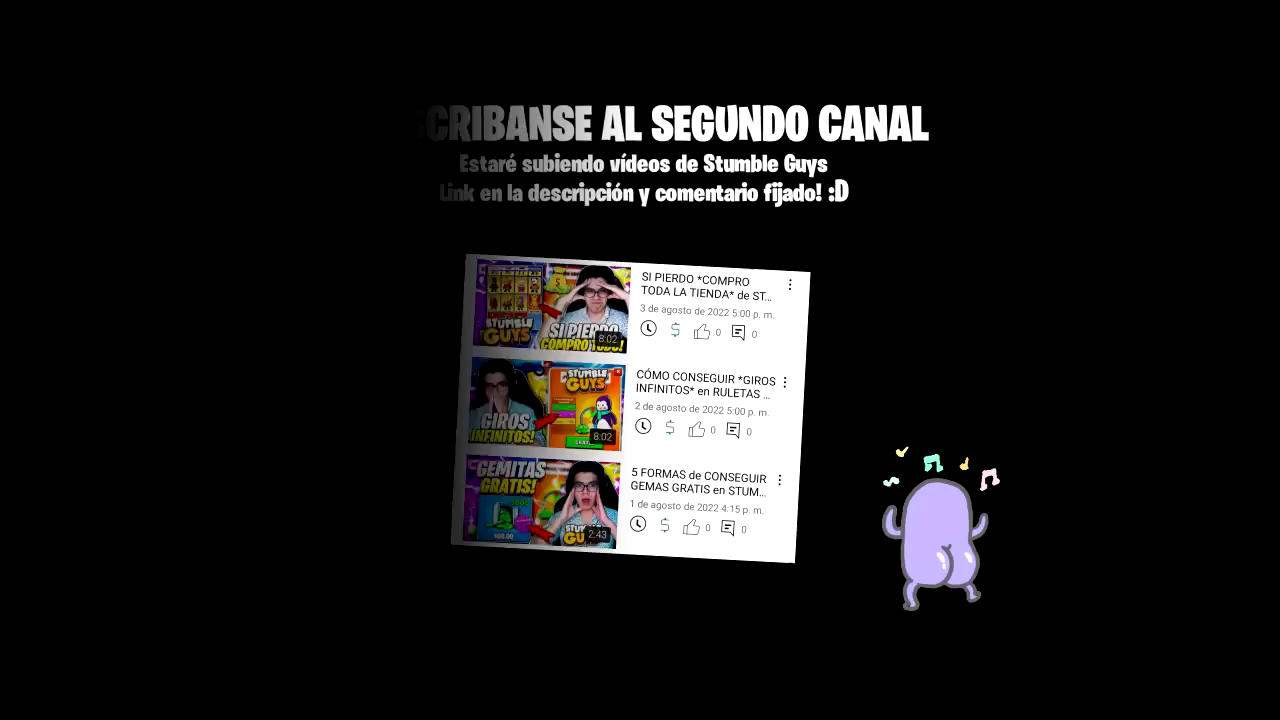 SCRIBANSE AL SEGUNDO CANAL
Estaré subiendo vídeos de Stumble Guys
Link en la descripción y comentario fijado! :D
STUMBLE
GUYS
SI PIERDO
COMPRO TODO!
8:02
SI PIERDO *COMPRO
TODA LA TIENDA* de ST...
3 de agosto de 2022 5:00 p. m.
0 0
STUMBLE
GUYS
GIROS
INFINITOS!
8:02
CÓMO CONSEGUIR *GIROS
INFINITOS* en RULETAS ...
2 de agosto de 2022 5:00 p. m.
0 0
GEMITAS
GRATIS!
2:43
5 FORMAS de CONSEGUIR
GEMAS GRATIS en STUM...
1 de agosto de 2022 4:15 p. m.
0 0